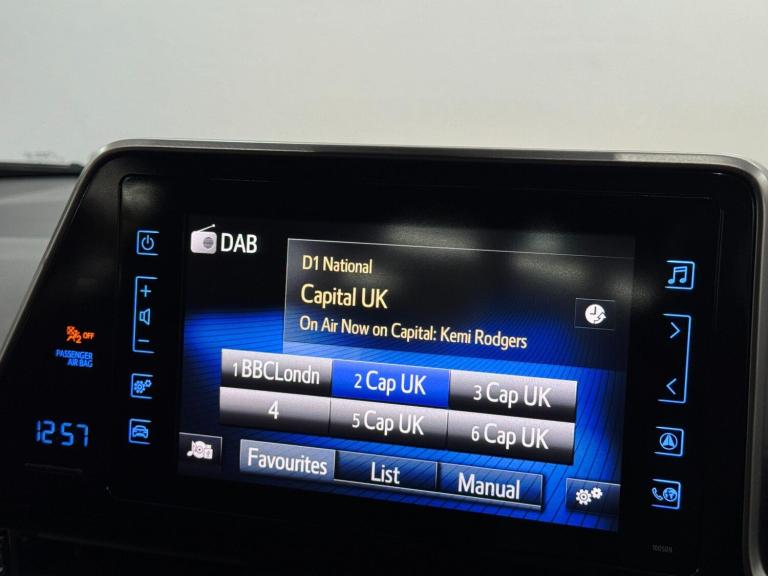 DAB
D1 National
Capital UK
On Air Now on Capital: Kemi Rodgers
1 BBCLondn
2 Cap UK
3 Cap UK
4
5 Cap UK
6 Cap UK
Favourites
List
Manual
OFF
PASSENGER
AIR BAG
12:57